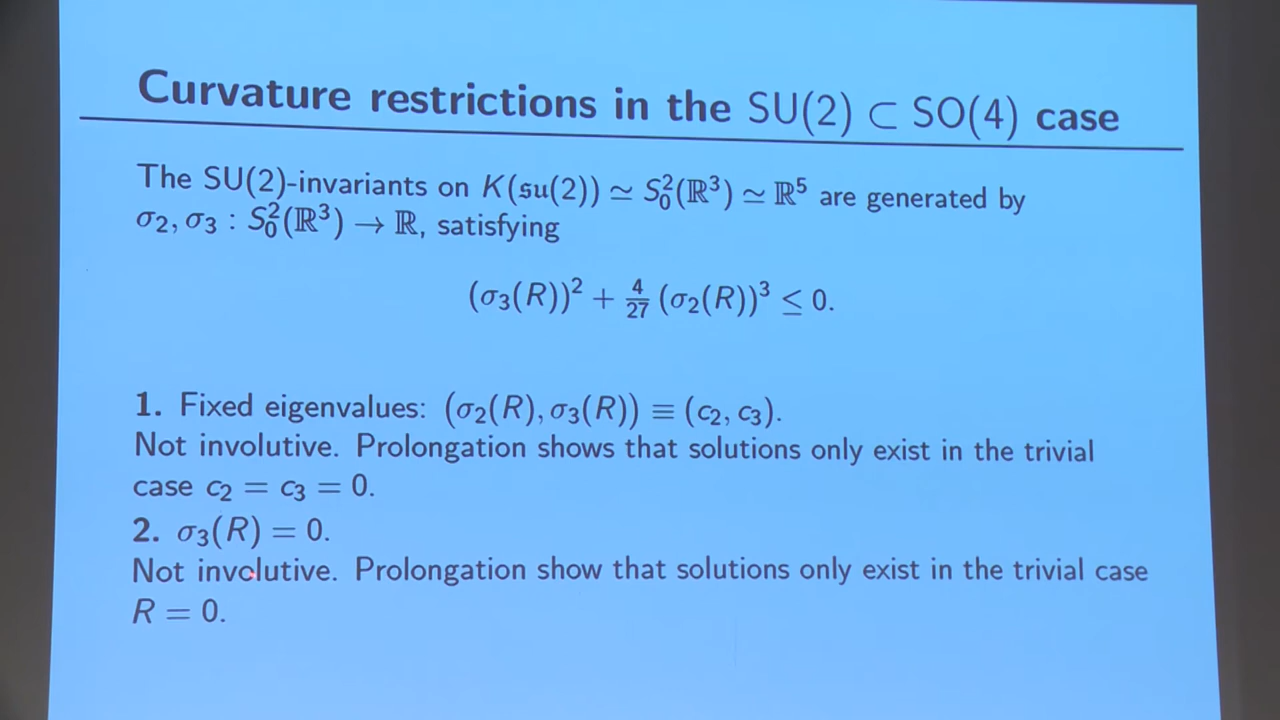 Curvature restrictions in the SU(2) ⊂ SO(4) case
The SU(2)-invariants on K(𝔰𝔲(2)) ≃ S²₀(ℝ³) ≃ ℝ⁵ are generated by
σ₂, σ₃ : S²₀(ℝ³) → ℝ, satisfying
(σ₃(R))² + 4/27 (σ₂(R))³ ≤ 0.
1. Fixed eigenvalues: (σ₂(R), σ₃(R)) ≡ (c₂, c₃).
Not involutive. Prolongation shows that solutions only exist in the trivial
case c₂ = c₃ = 0.
2. σ₃(R) = 0.
Not involutive. Prolongation show that solutions only exist in the trivial case
R = 0.